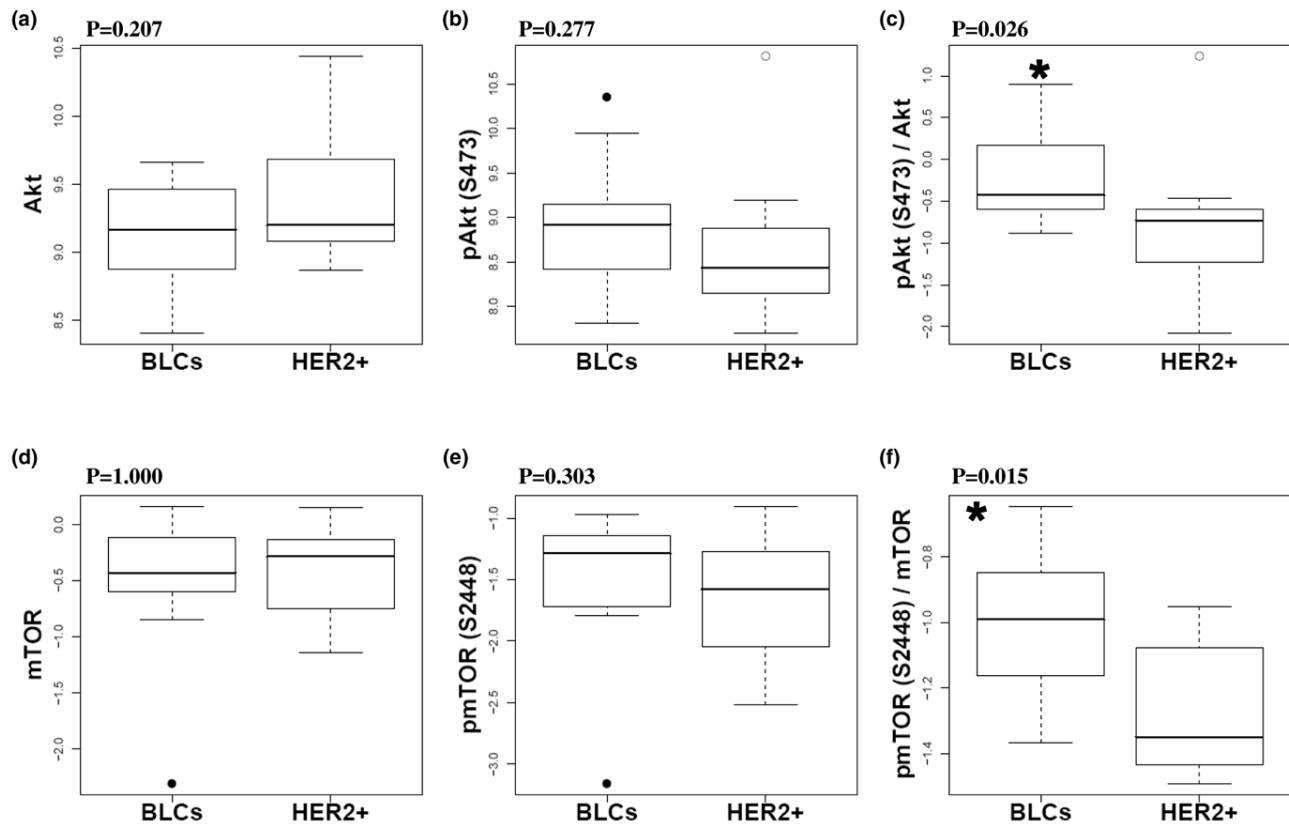 (a)
P=0.207
Akt
10.5
10.0
9.5
9.0
8.5
BLCs HER2+
(b)
P=0.277
pAkt (S473)
10.5
10.0
9.5
9.0
8.5
8.0
BLCs HER2+
(c)
P=0.026
pAkt (S473) / Akt
1.0
0.5
0.0
−0.5
−1.0
−1.5
−2.0
*
BLCs HER2+
(d)
P=1.000
mTOR
0.0
−0.5
−1.0
−1.5
−2.0
BLCs HER2+
(e)
P=0.303
pmTOR (S2448)
−1.0
−1.5
−2.0
−2.5
−3.0
BLCs HER2+
(f)
P=0.015
pmTOR (S2448) / mTOR
−0.8
−1.0
−1.2
−1.4
*
BLCs HER2+